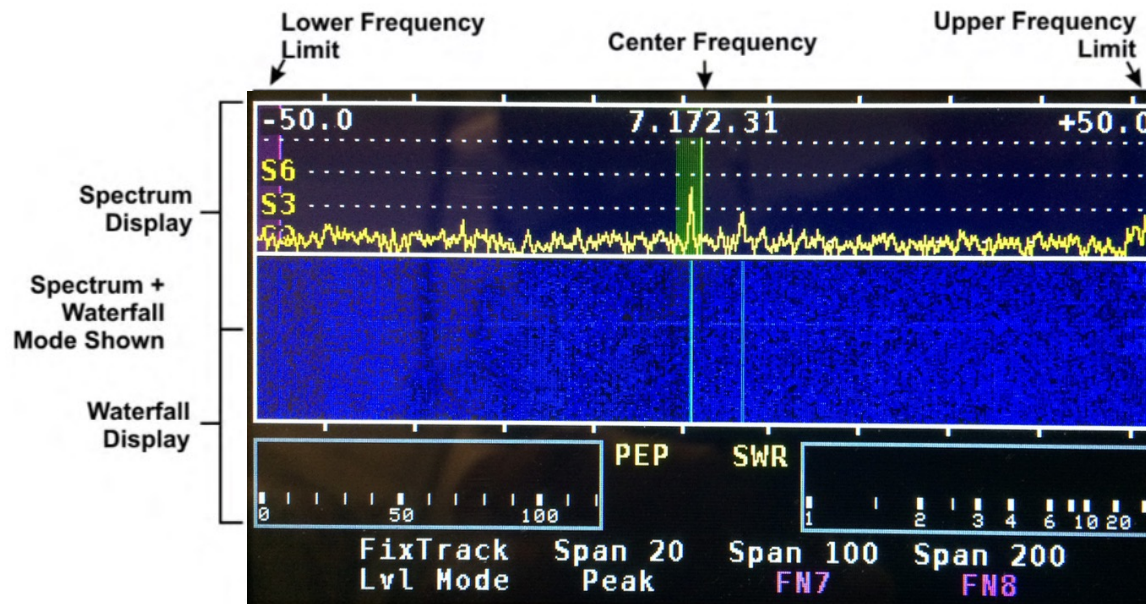 Lower Frequency
Limit
Center Frequency
Upper Frequency
Limit
-50.0 7.172.31 +50.0
S6
S3
Spectrum
Display
Spectrum +
Waterfall
Mode Shown
Waterfall
Display
PEP SWR
0 50 100
1 2 3 4 6 10 20
FixTrack Span 20 Span 100 Span 200
Lvl Mode Peak FN7 FN8